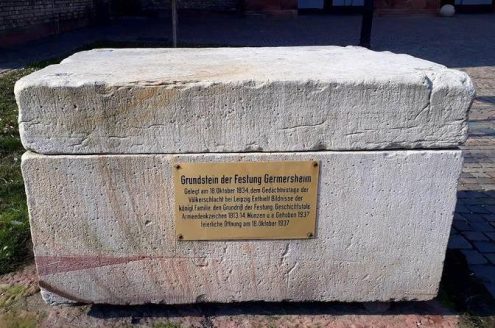 Grundstein der Festung Germersheim
Gelegt am 18. Oktober 1834, dem Gedächtnistage der
Völkerschlacht bei Leipzig. Enthielt Bildnisse der
königl. Familie, den Grundriß der Festung, Geschichtstafel,
Armeedenkzeichen 1813/14, Münzen u.a. Gehoben 1937
feierliche Öffnung am 18. Oktober 1937